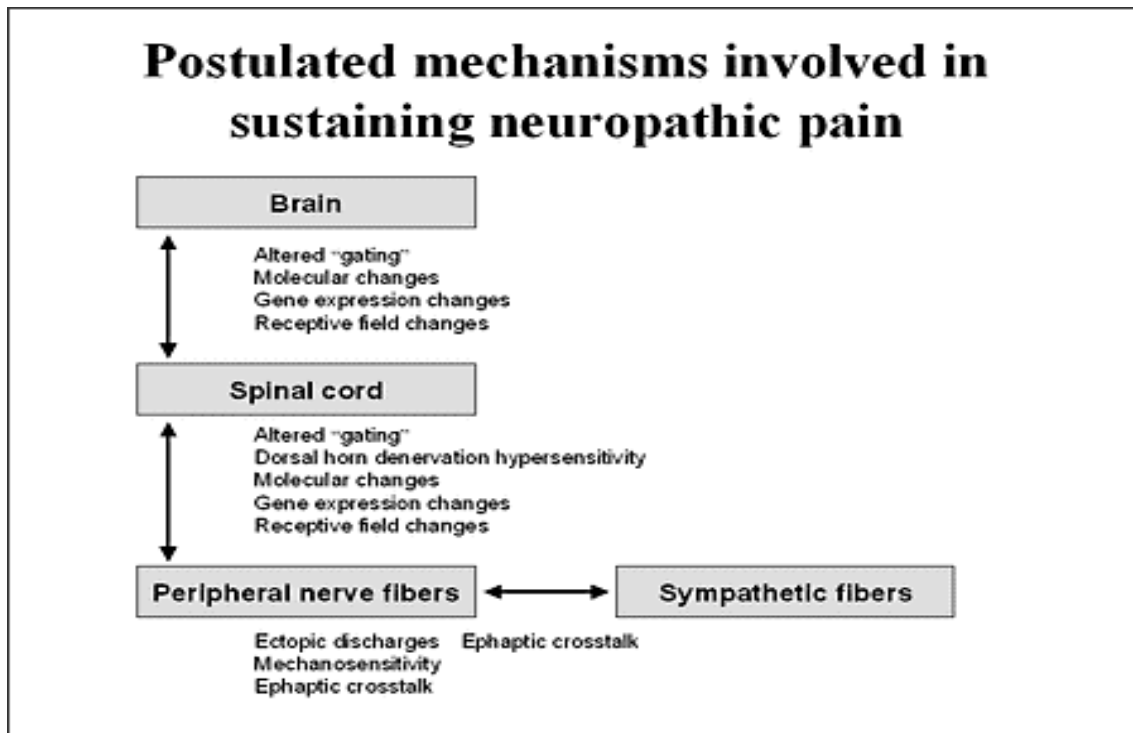 Postulated mechanisms involved in
sustaining neuropathic pain
Brain
Altered "gating"
Molecular changes
Gene expression changes
Receptive field changes
Spinal cord
Altered "gating"
Dorsal horn denervation hypersensitivity
Molecular changes
Gene expression changes
Receptive field changes
Peripheral nerve fibers
Sympathetic fibers
Ectopic discharges Ephaptic crosstalk
Mechanosensitivity
Ephaptic crosstalk